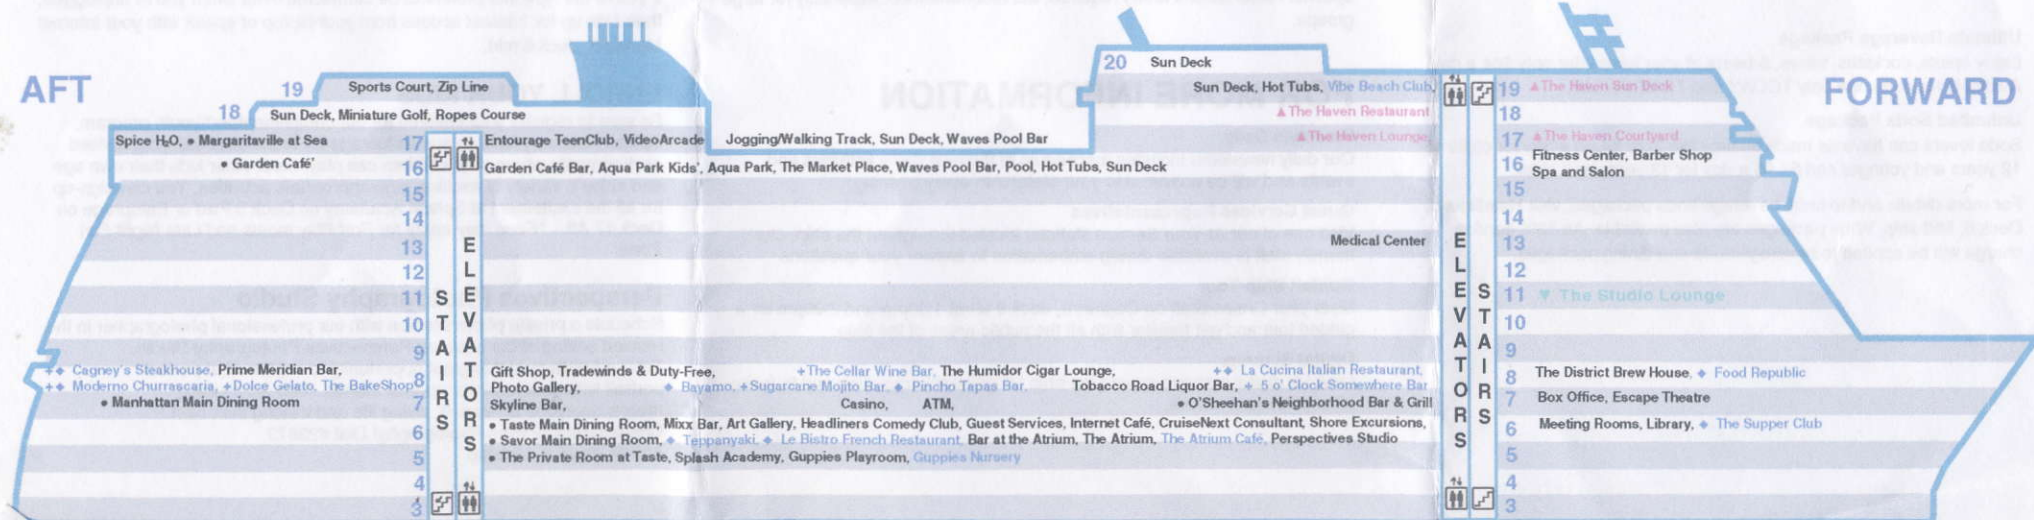 AFT
FORWARD
20 Sun Deck
19 Sports Court, Zip Line
Sun Deck, Hot Tubs, Vibe Beach Club,
19 ▲The Haven Sun Deck
18 Sun Deck, Miniature Golf, Ropes Course
▲The Haven Restaurant
18
Spice H₂O, • Margaritaville at Sea
17
Entourage TeenClub, VideoArcade
Jogging/Walking Track, Sun Deck, Waves Pool Bar
▲The Haven Lounge
17 ▲The Haven Courtyard
• Garden Café'
16
Garden Café Bar, Aqua Park Kids', Aqua Park, The Market Place, Waves Pool Bar, Pool, Hot Tubs, Sun Deck
16 Fitness Center, Barber Shop
Spa and Salon
15
15
14
14
13
Medical Center
13
12
12
11
11 ▼ The Studio Lounge
10
10
9
9
STAIRS
ELEVATORS
ELEVATORS
STAIRS
+◆ Cagney's Steakhouse, Prime Meridian Bar,
+◆ Moderno Churrascaria, +Dolce Gelato, The BakeShop
8
• Manhattan Main Dining Room
7
Gift Shop, Tradewinds & Duty-Free,
+The Cellar Wine Bar, The Humidor Cigar Lounge,
+◆ La Cucina Italian Restaurant,
Photo Gallery,
◆ Bayamo, +Sugarcane Mojito Bar, ◆ Pincho Tapas Bar,
Tobacco Road Liquor Bar, + 5 o' Clock Somewhere Bar
Skyline Bar,
Casino,
ATM,
• O'Sheehan's Neighborhood Bar & Grill
8 The District Brew House, ◆ Food Republic
7 Box Office, Escape Theatre
6
• Taste Main Dining Room, Mixx Bar, Art Gallery, Headliners Comedy Club, Guest Services, Internet Café, CruiseNext Consultant, Shore Excursions,
• Savor Main Dining Room, ◆ Teppanyaki, ◆ Le Bistro French Restaurant, Bar at the Atrium, The Atrium, The Atrium Café, Perspectives Studio
6 Meeting Rooms, Library, ◆ The Supper Club
5
• The Private Room at Taste, Splash Academy, Guppies Playroom, Guppies Nursery
5
4
4
3
3